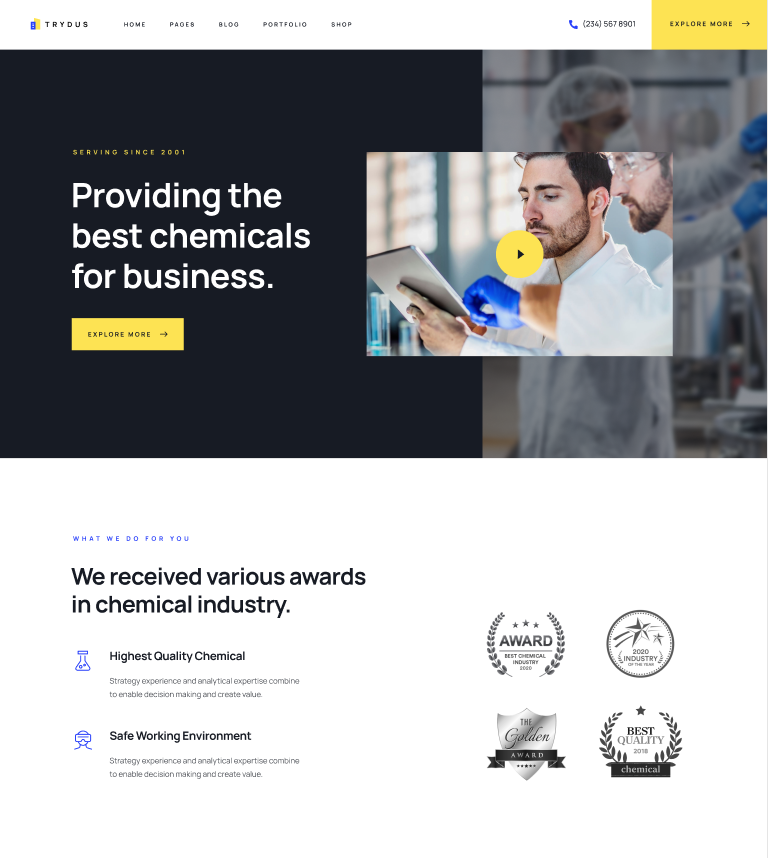 TRYDUS
HOME PAGES BLOG PORTFOLIO SHOP
(234) 567 8901
EXPLORE MORE
SERVING SINCE 2001
Providing the
best chemicals
for business.
EXPLORE MORE
WHAT WE DO FOR YOU
We received various awards
in chemical industry.
Highest Quality Chemical
Strategy experience and analytical expertise combine
to enable decision making and create value.
Safe Working Environment
Strategy experience and analytical expertise combine
to enable decision making and create value.
AWARD
BEST CHEMICAL
INDUSTRY
2020
2020
INDUSTRY
OF THE YEAR
THE
Golden
AWARD
BEST
QUALITY
2018
chemical